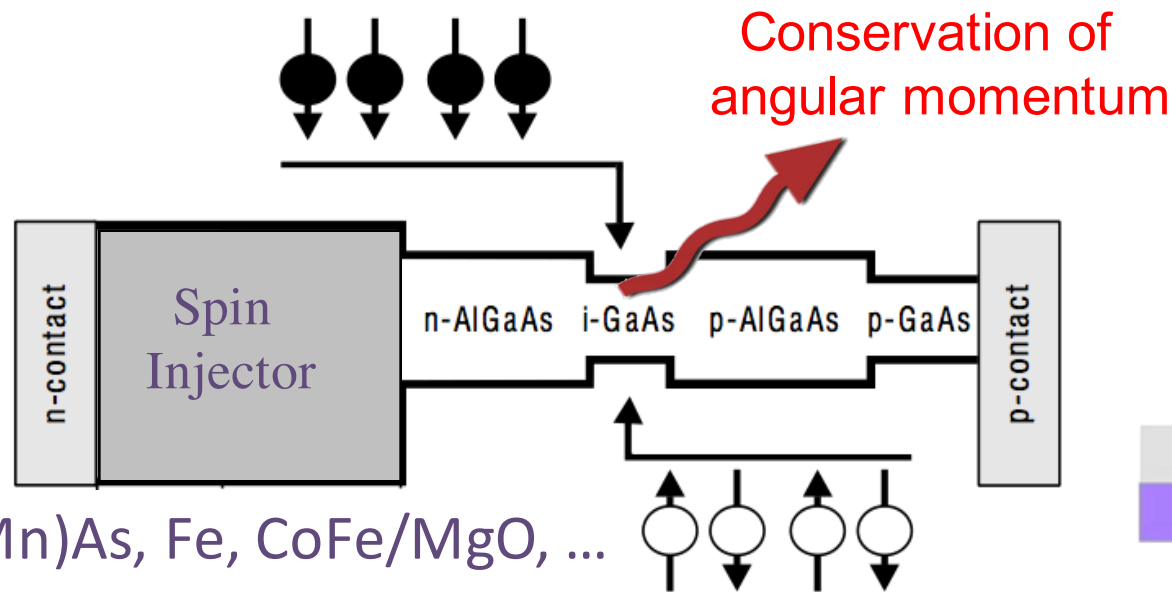 Conservation of
angular momentum
n-contact
Spin
Injector
n-AlGaAs i-GaAs p-AlGaAs p-GaAs
p-contact
Mn)As, Fe, CoFe/MgO, ...